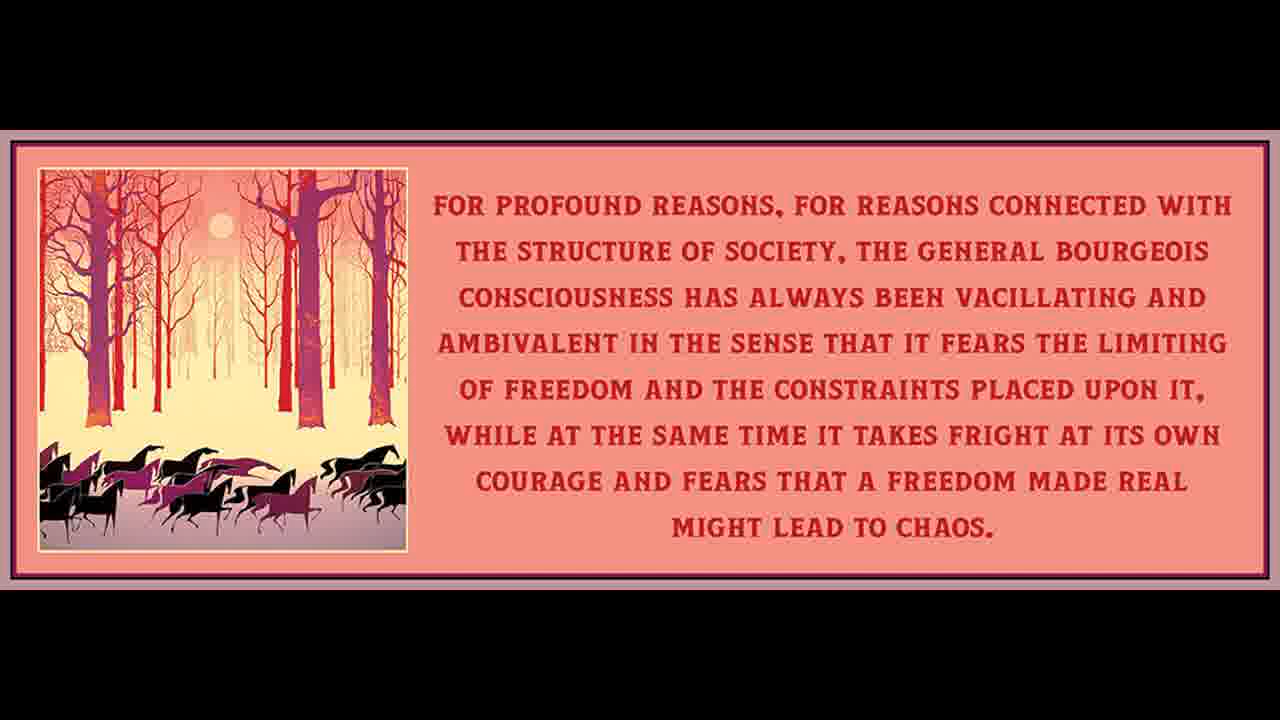 FOR PROFOUND REASONS, FOR REASONS CONNECTED WITH
THE STRUCTURE OF SOCIETY, THE GENERAL BOURGEOIS
CONSCIOUSNESS HAS ALWAYS BEEN VACILLATING AND
AMBIVALENT IN THE SENSE THAT IT FEARS THE LIMITING
OF FREEDOM AND THE CONSTRAINTS PLACED UPON IT,
WHILE AT THE SAME TIME IT TAKES FRIGHT AT ITS OWN
COURAGE AND FEARS THAT A FREEDOM MADE REAL
MIGHT LEAD TO CHAOS.